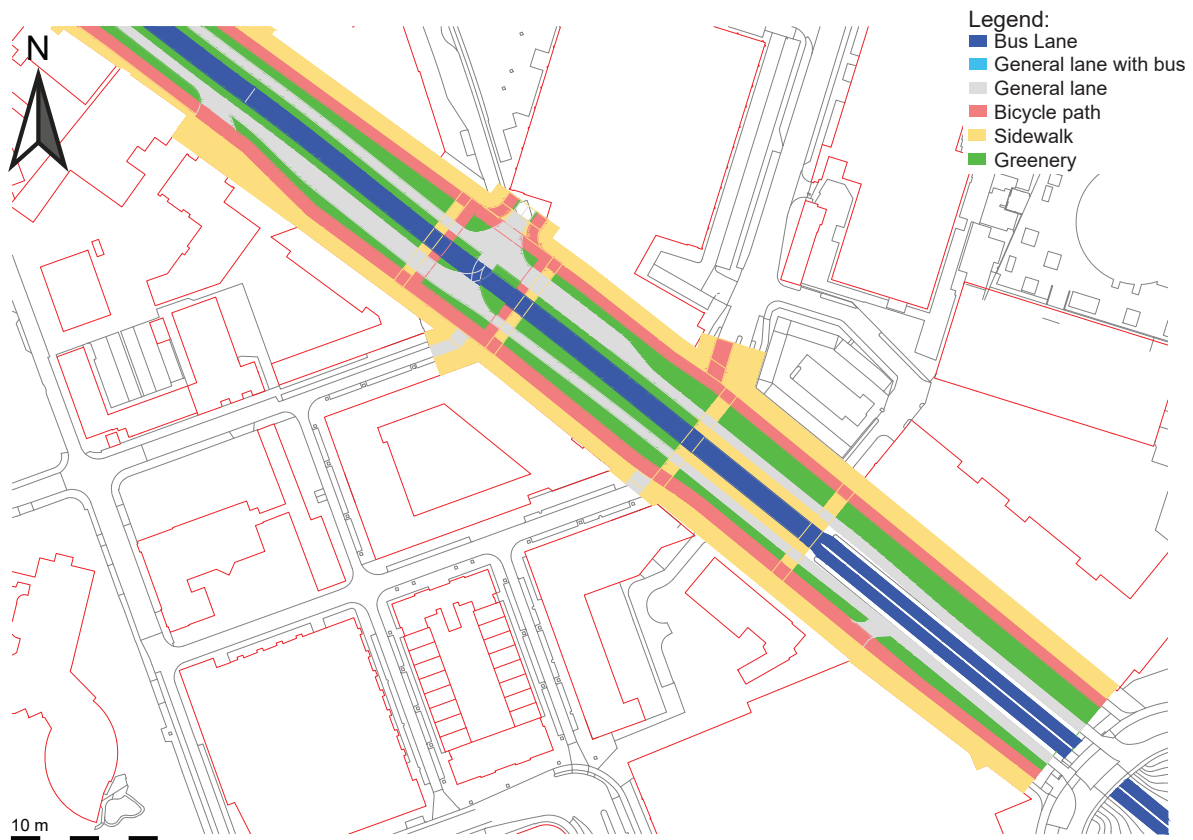 Legend:
Bus Lane
General lane with bus
General lane
Bicycle path
Sidewalk
Greenery
N
10 m